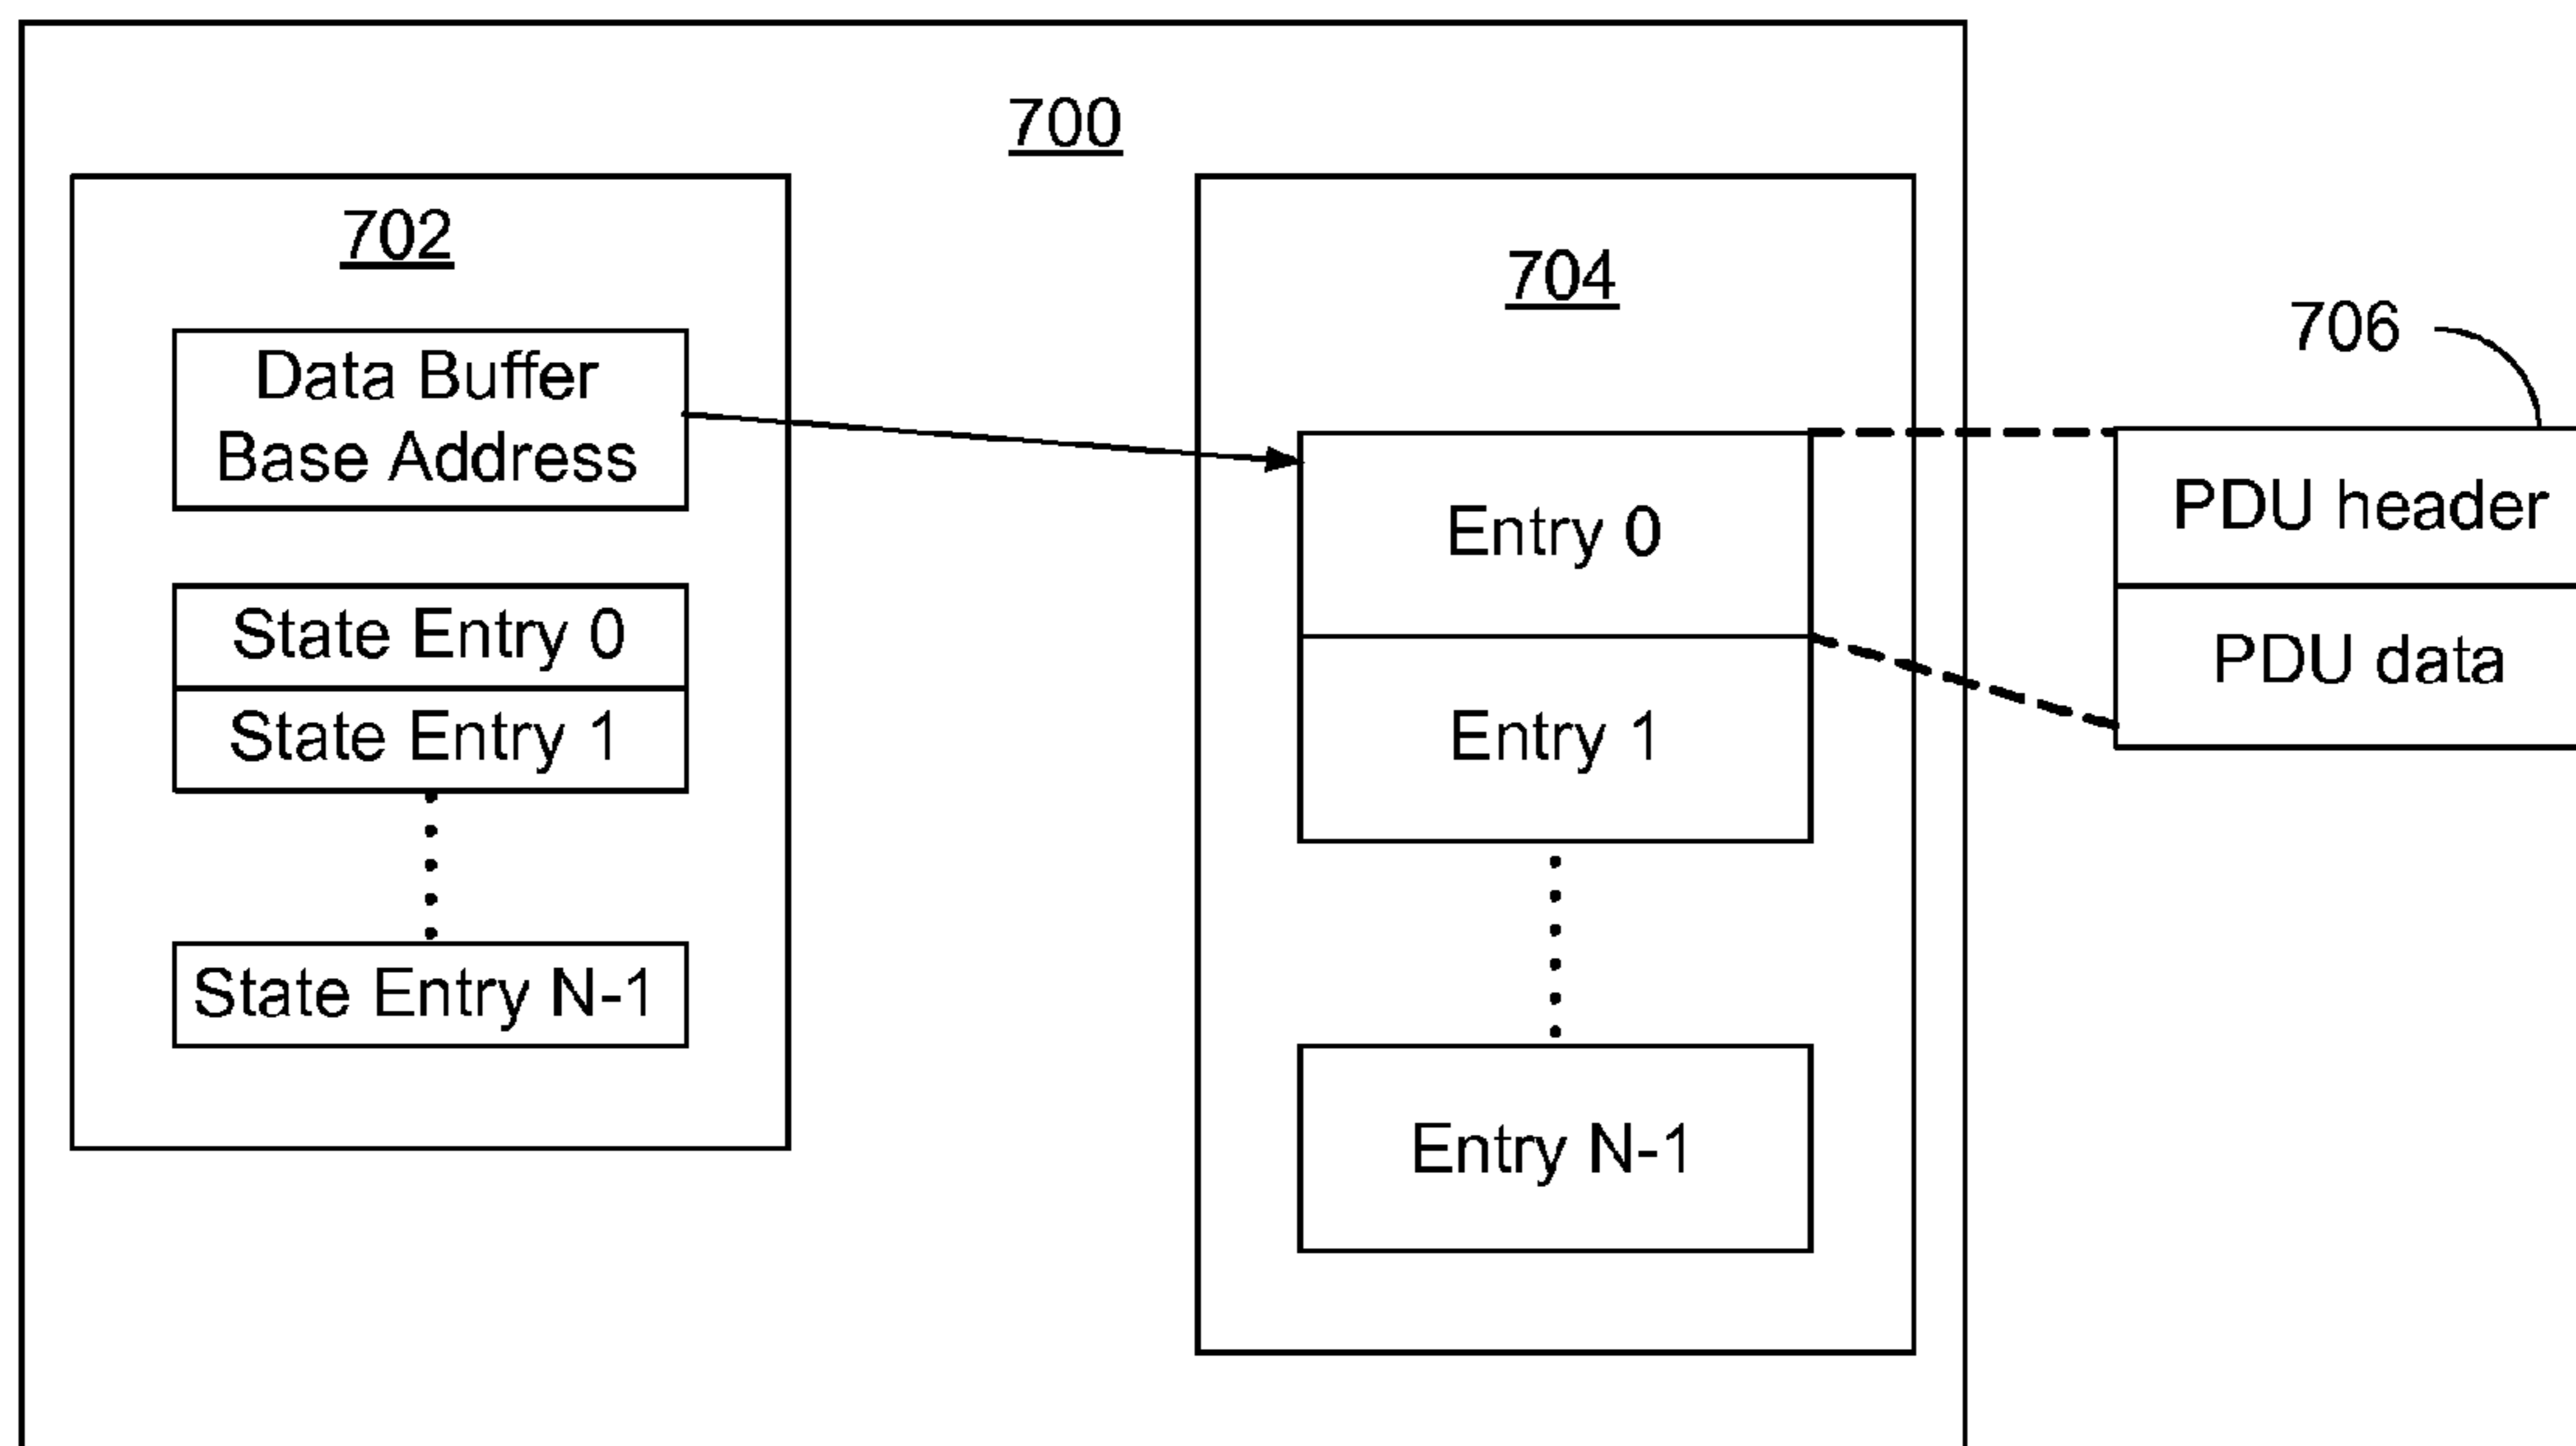 700
702
Data Buffer
Base Address
State Entry 0
State Entry 1
State Entry N-1
704
Entry 0
Entry 1
Entry N-1
706
PDU header
PDU data